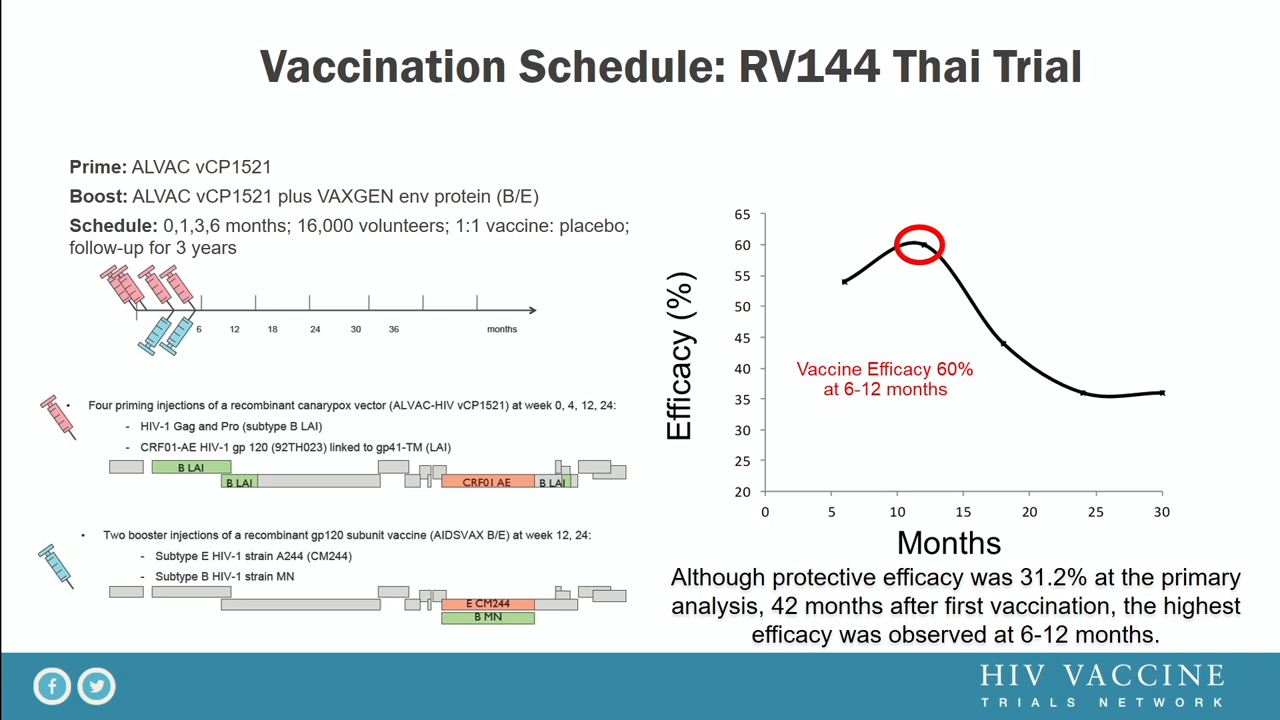 Vaccination Schedule: RV144 Thai Trial
Prime: ALVAC vCP1521
Boost: ALVAC vCP1521 plus VAXGEN env protein (B/E)
Schedule: 0,1,3,6 months; 16,000 volunteers; 1:1 vaccine: placebo;
follow-up for 3 years
6 12 18 24 30 36 months
• Four priming injections of a recombinant canarypox vector (ALVAC-HIV vCP1521) at week 0, 4, 12, 24:
- HIV-1 Gag and Pro (subtype B LAI)
- CRF01-AE HIV-1 gp 120 (92TH023) linked to gp41-TM (LAI)
B LAI
B LAI CRF01 AE B LAI
• Two booster injections of a recombinant gp120 subunit vaccine (AIDSVAX B/E) at week 12, 24:
- Subtype E HIV-1 strain A244 (CM244)
- Subtype B HIV-1 strain MN
E CM244
B MN
Efficacy (%)
65
60
55
50
45
40
35
30
25
20
0 5 10 15 20 25 30
Months
Vaccine Efficacy 60%
at 6-12 months
Although protective efficacy was 31.2% at the primary
analysis, 42 months after first vaccination, the highest
efficacy was observed at 6-12 months.
HIV VACCINE
TRIALS NETWORK